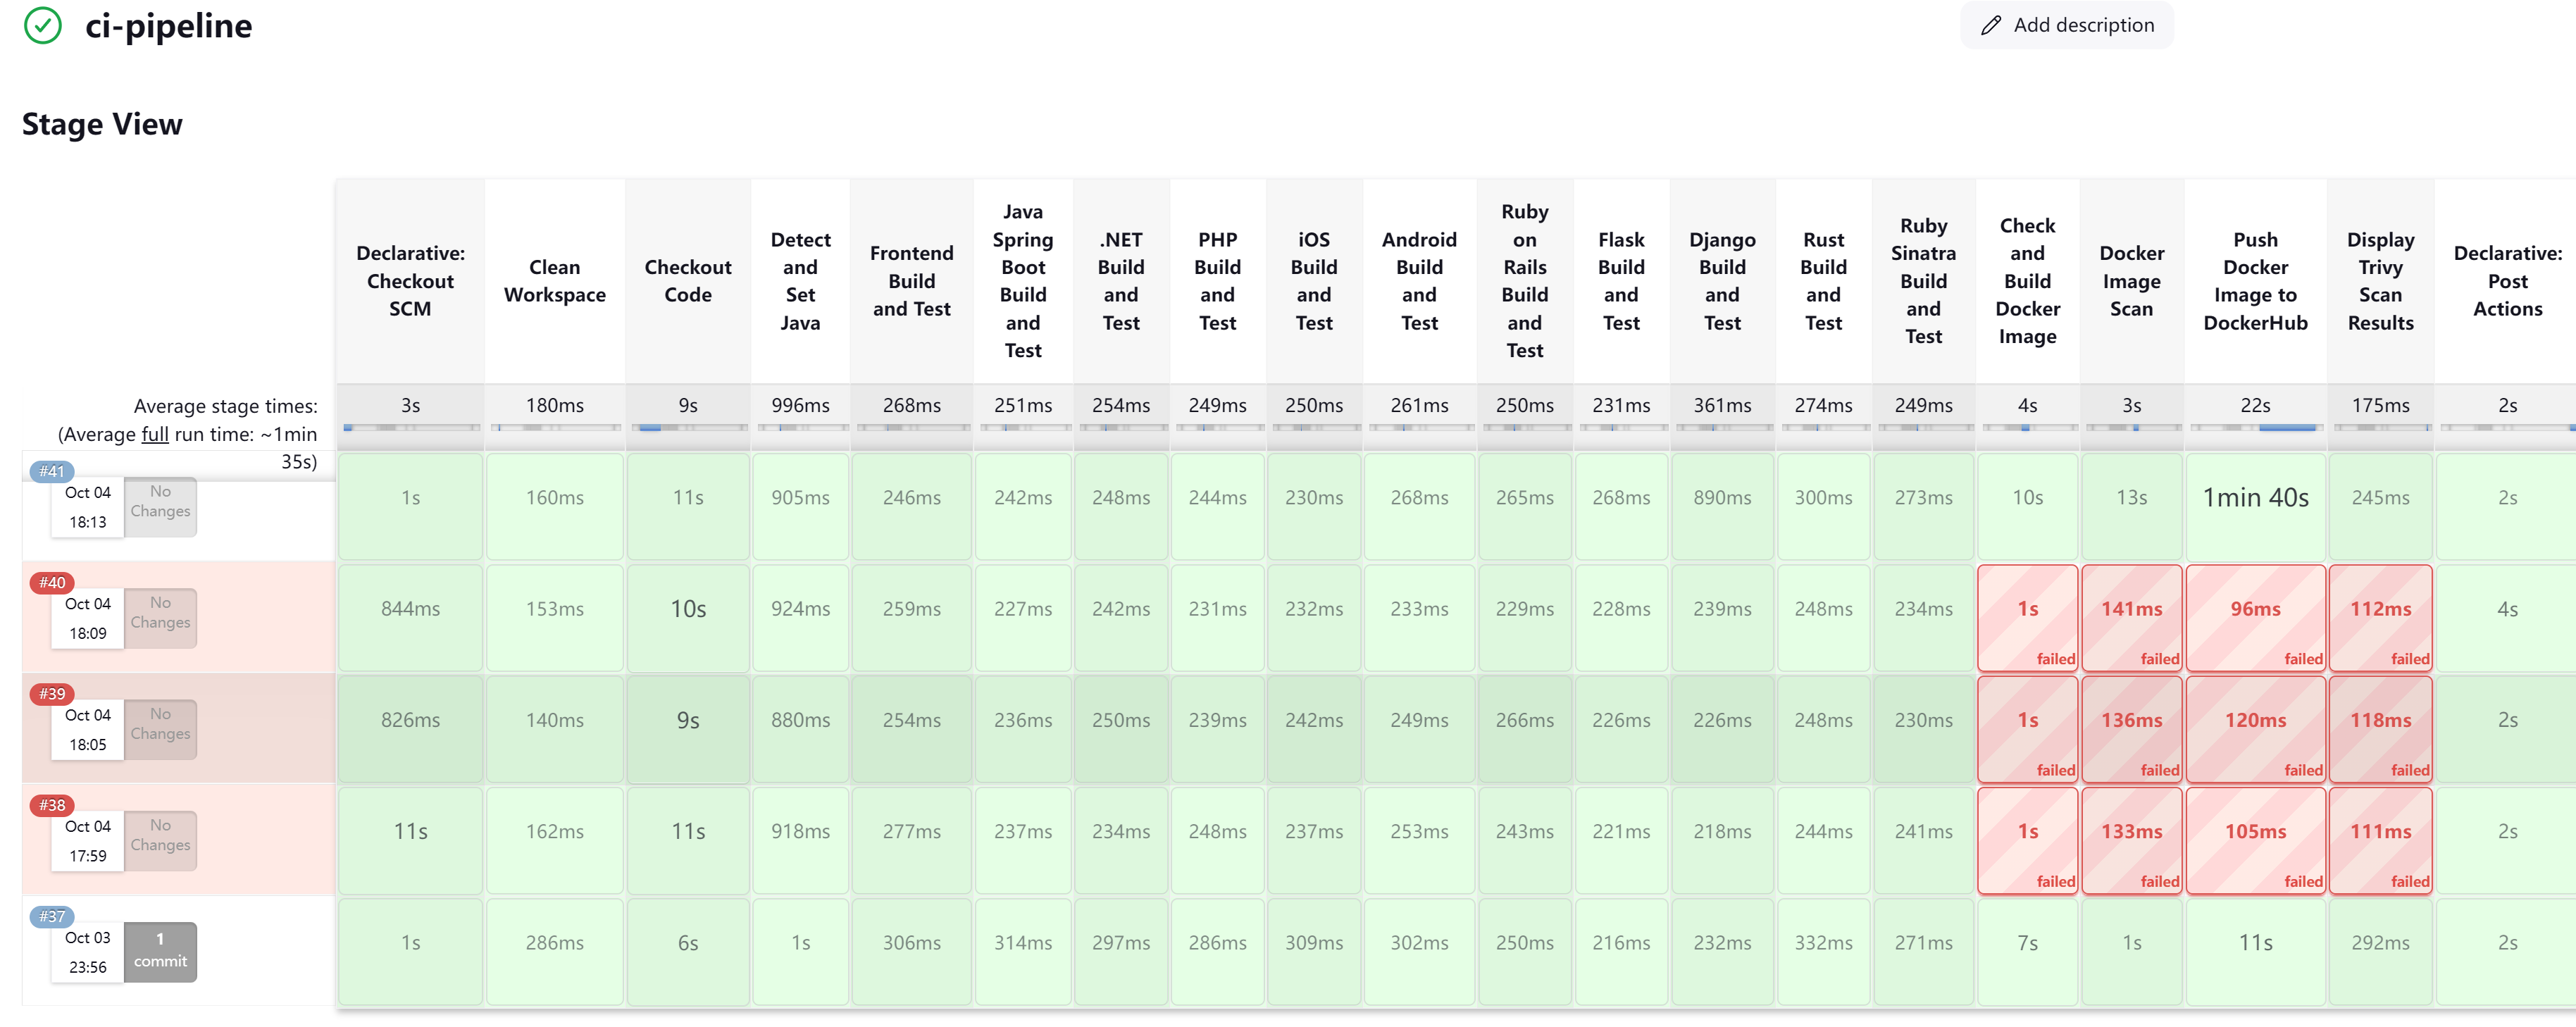 ci-pipeline
Add description
Stage View
Declarative:
Checkout
SCM
Clean
Workspace
Checkout
Code
Detect
and
Set
Java
Frontend
Build
and Test
Java
Spring
Boot
Build
and
Test
.NET
Build
and
Test
PHP
Build
and
Test
iOS
Build
and
Test
Android
Build
and
Test
Ruby
on
Rails
Build
and
Test
Flask
Build
and
Test
Django
Build
and
Test
Rust
Build
and
Test
Ruby
Sinatra
Build
and
Test
Check
and
Build
Docker
Image
Docker
Image
Scan
Push
Docker
Image to
DockerHub
Display
Trivy
Scan
Results
Declarative:
Post
Actions
Average stage times:
(Average full run time: ~1min
35s)
3s 180ms 9s 996ms 268ms 251ms 254ms 249ms 250ms 261ms 250ms 231ms 361ms 274ms 249ms 4s 3s 22s 175ms 2s
#41
Oct 04
18:13
No
Changes
1s 160ms 11s 905ms 246ms 242ms 248ms 244ms 230ms 268ms 265ms 268ms 890ms 300ms 273ms 10s 13s 1min 40s 245ms 2s
#40
Oct 04
18:09
No
Changes
844ms 153ms 10s 924ms 259ms 227ms 242ms 231ms 232ms 233ms 229ms 228ms 239ms 248ms 234ms 1s 141ms 96ms 112ms 4s
failed failed failed failed
#39
Oct 04
18:05
No
Changes
826ms 140ms 9s 880ms 254ms 236ms 250ms 239ms 242ms 249ms 266ms 226ms 226ms 248ms 230ms 1s 136ms 120ms 118ms 2s
failed failed failed failed
#38
Oct 04
17:59
No
Changes
11s 162ms 11s 918ms 277ms 237ms 234ms 248ms 237ms 253ms 243ms 221ms 218ms 244ms 241ms 1s 133ms 105ms 111ms 2s
failed failed failed failed
#37
Oct 03
23:56
1
commit
1s 286ms 6s 1s 306ms 314ms 297ms 286ms 309ms 302ms 250ms 216ms 232ms 332ms 271ms 7s 1s 11s 292ms 2s